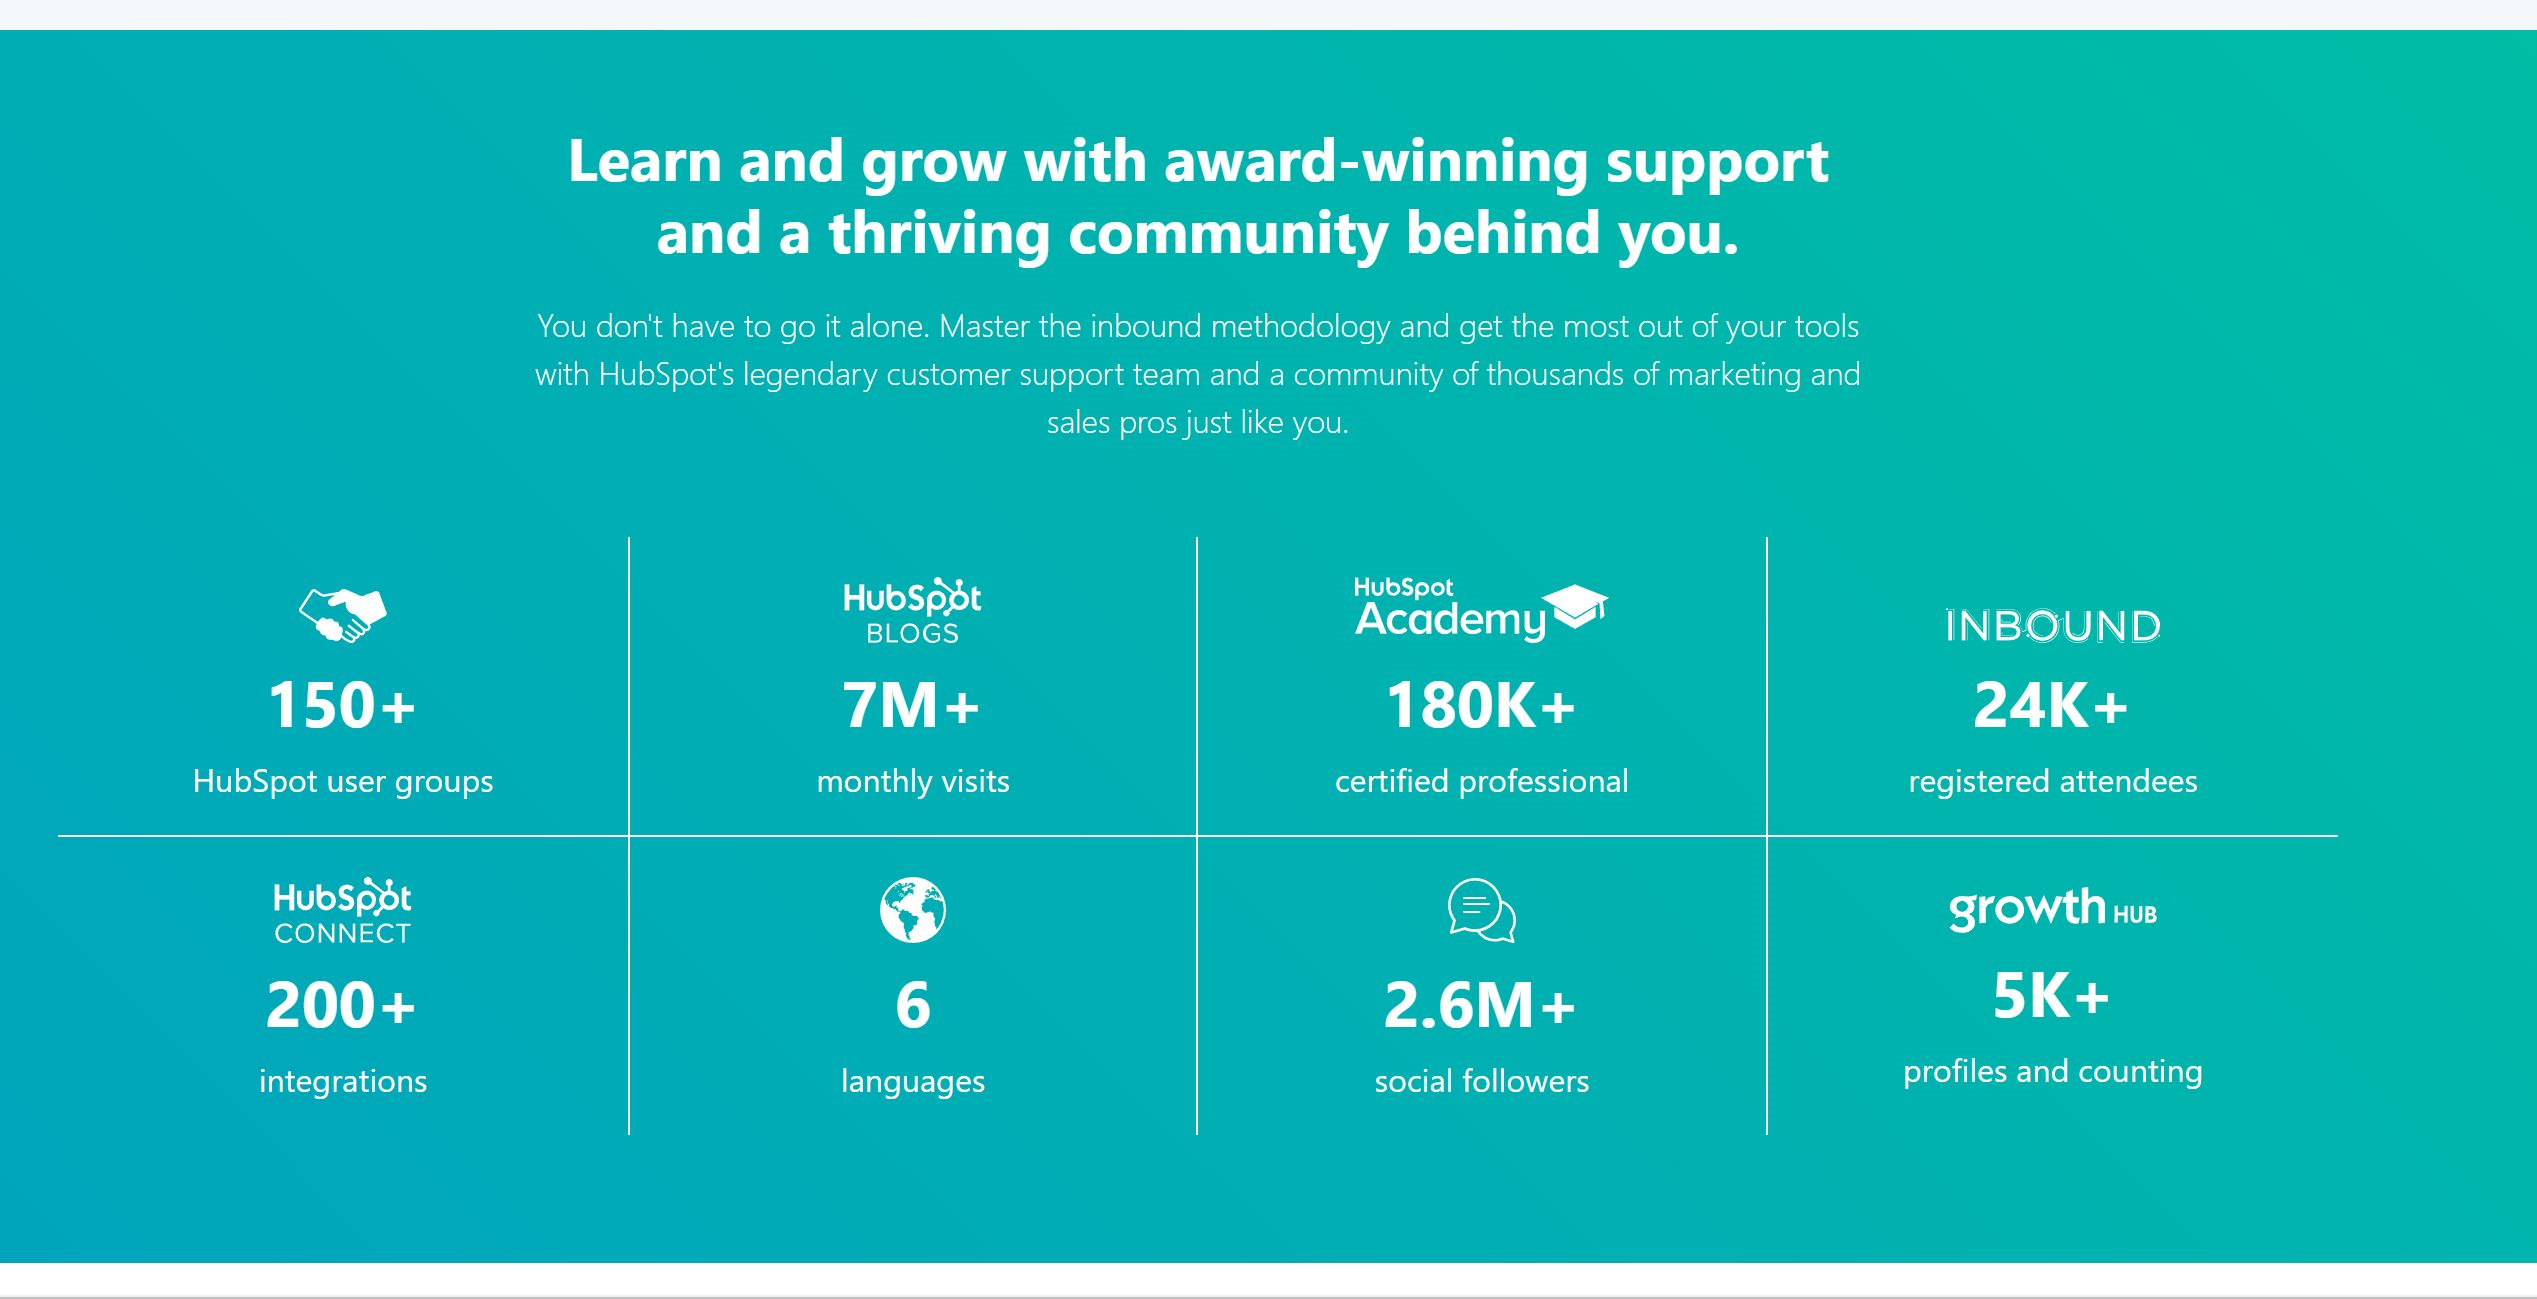 Learn and grow with award-winning support
and a thriving community behind you.
You don't have to go it alone. Master the inbound methodology and get the most out of your tools
with HubSpot's legendary customer support team and a community of thousands of marketing and
sales pros just like you.
150+
HubSpot user groups
HubSpot
BLOGS
7M+
monthly visits
HubSpot
Academy
180K+
certified professional
INBOUND
24K+
registered attendees
HubSpot
CONNECT
200+
integrations
6
languages
2.6M+
social followers
growth HUB
5K+
profiles and counting